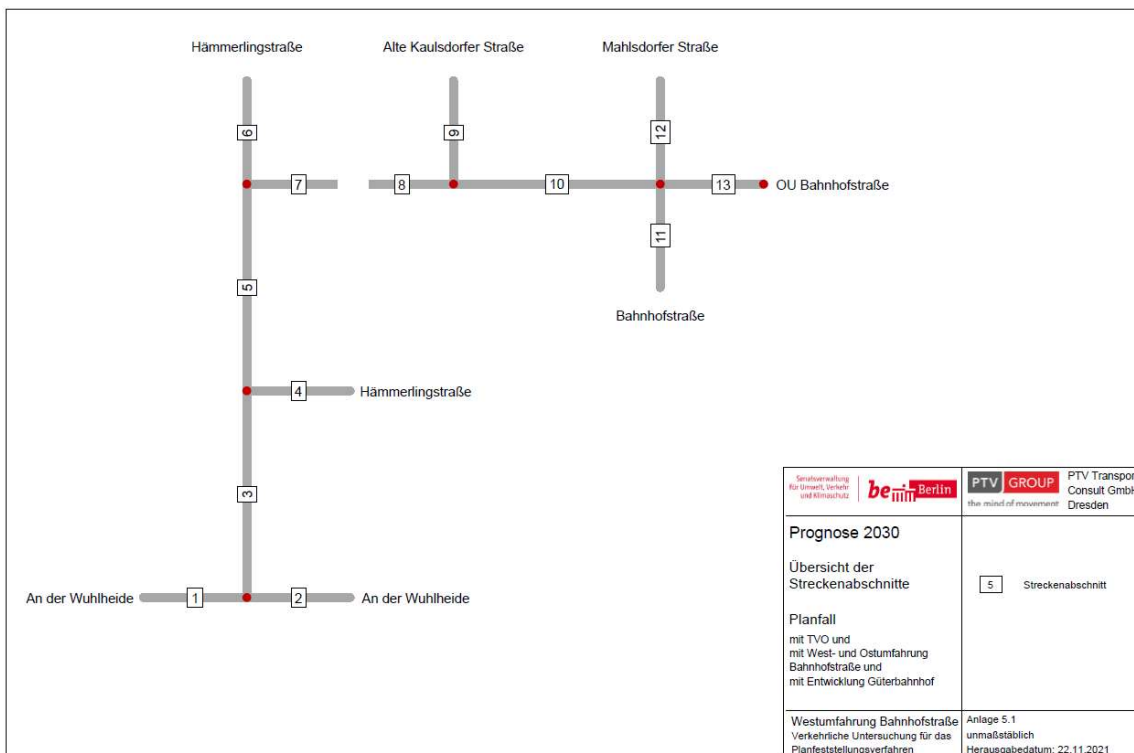 Hämmerlingstraße
Alte Kaulsdorfer Straße
Mahlsdorfer Straße
6
9
12
7
8
10
13
OU Bahnhofstraße
11
5
Bahnhofstraße
4
Hämmerlingstraße
3
An der Wuhlheide
1
2
An der Wuhlheide
Senatsverwaltung
für Umwelt, Verkehr
und Klimaschutz
be Berlin
PTV GROUP
the mind of movement
PTV Transport
Consult GmbH
Dresden
Prognose 2030
Übersicht der
Streckenabschnitte
5 Streckenabschnitt
Planfall
mit TVO und
mit West- und Ostumfahrung
Bahnhofstraße und
mit Entwicklung Güterbahnhof
Westumfahrung Bahnhofstraße
Verkehrliche Untersuchung für das
Planfeststellungsverfahren
Anlage 5.1
unmaßstäblich
Herausgabedatum: 22.11.2021